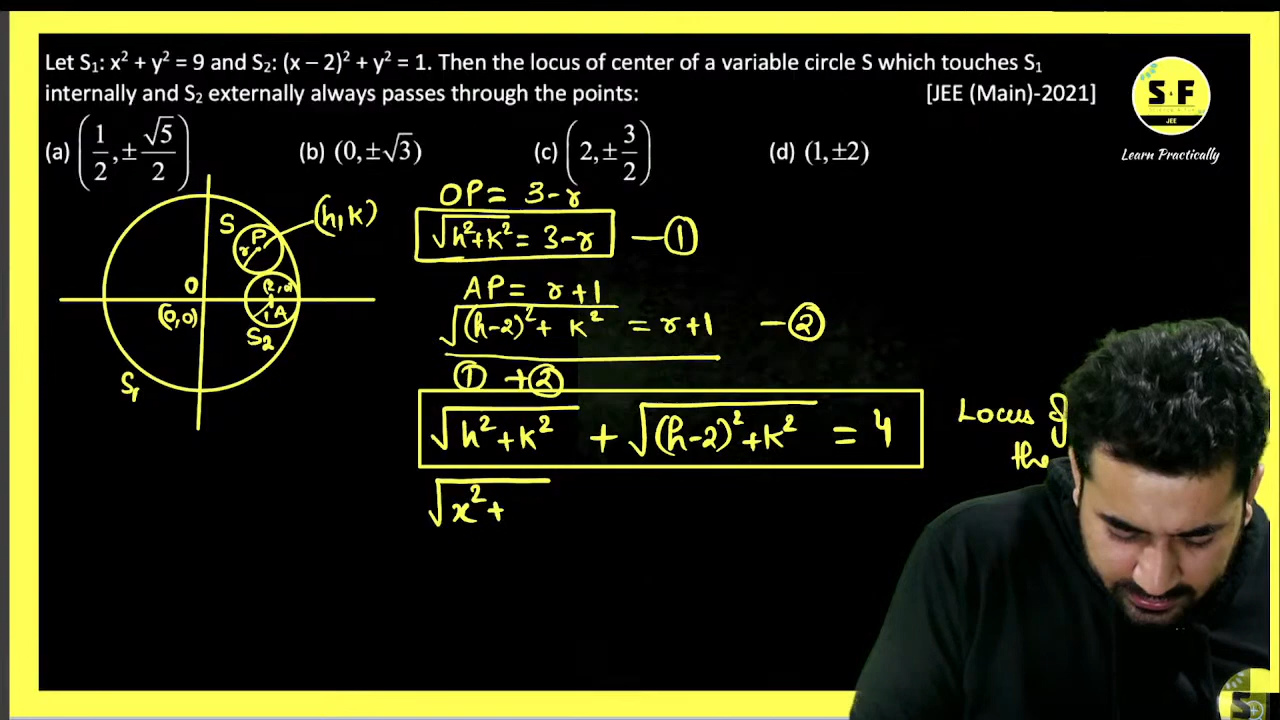 Let S₁: x² + y² = 9 and S₂: (x – 2)² + y² = 1. Then the locus of center of a variable circle S which touches S₁
internally and S₂ externally always passes through the points: [JEE (Main)-2021]
(a) (1/2, ±√5/2) (b) (0, ±√3) (c) (2, ±3/2) (d) (1, ±2)
S F
JEE
Learn Practically
OP = 3-r
S P r (h, K)
√(h²+K²) = 3-r —①
O (2,0)
AP = r+1
(0,0) 1 A
√((h-2)²+K²) = r+1 —②
S₂
S₁
① + ②
√(h²+K²) + √((h-2)²+K²) = 4
Locus of
the
√(x²+